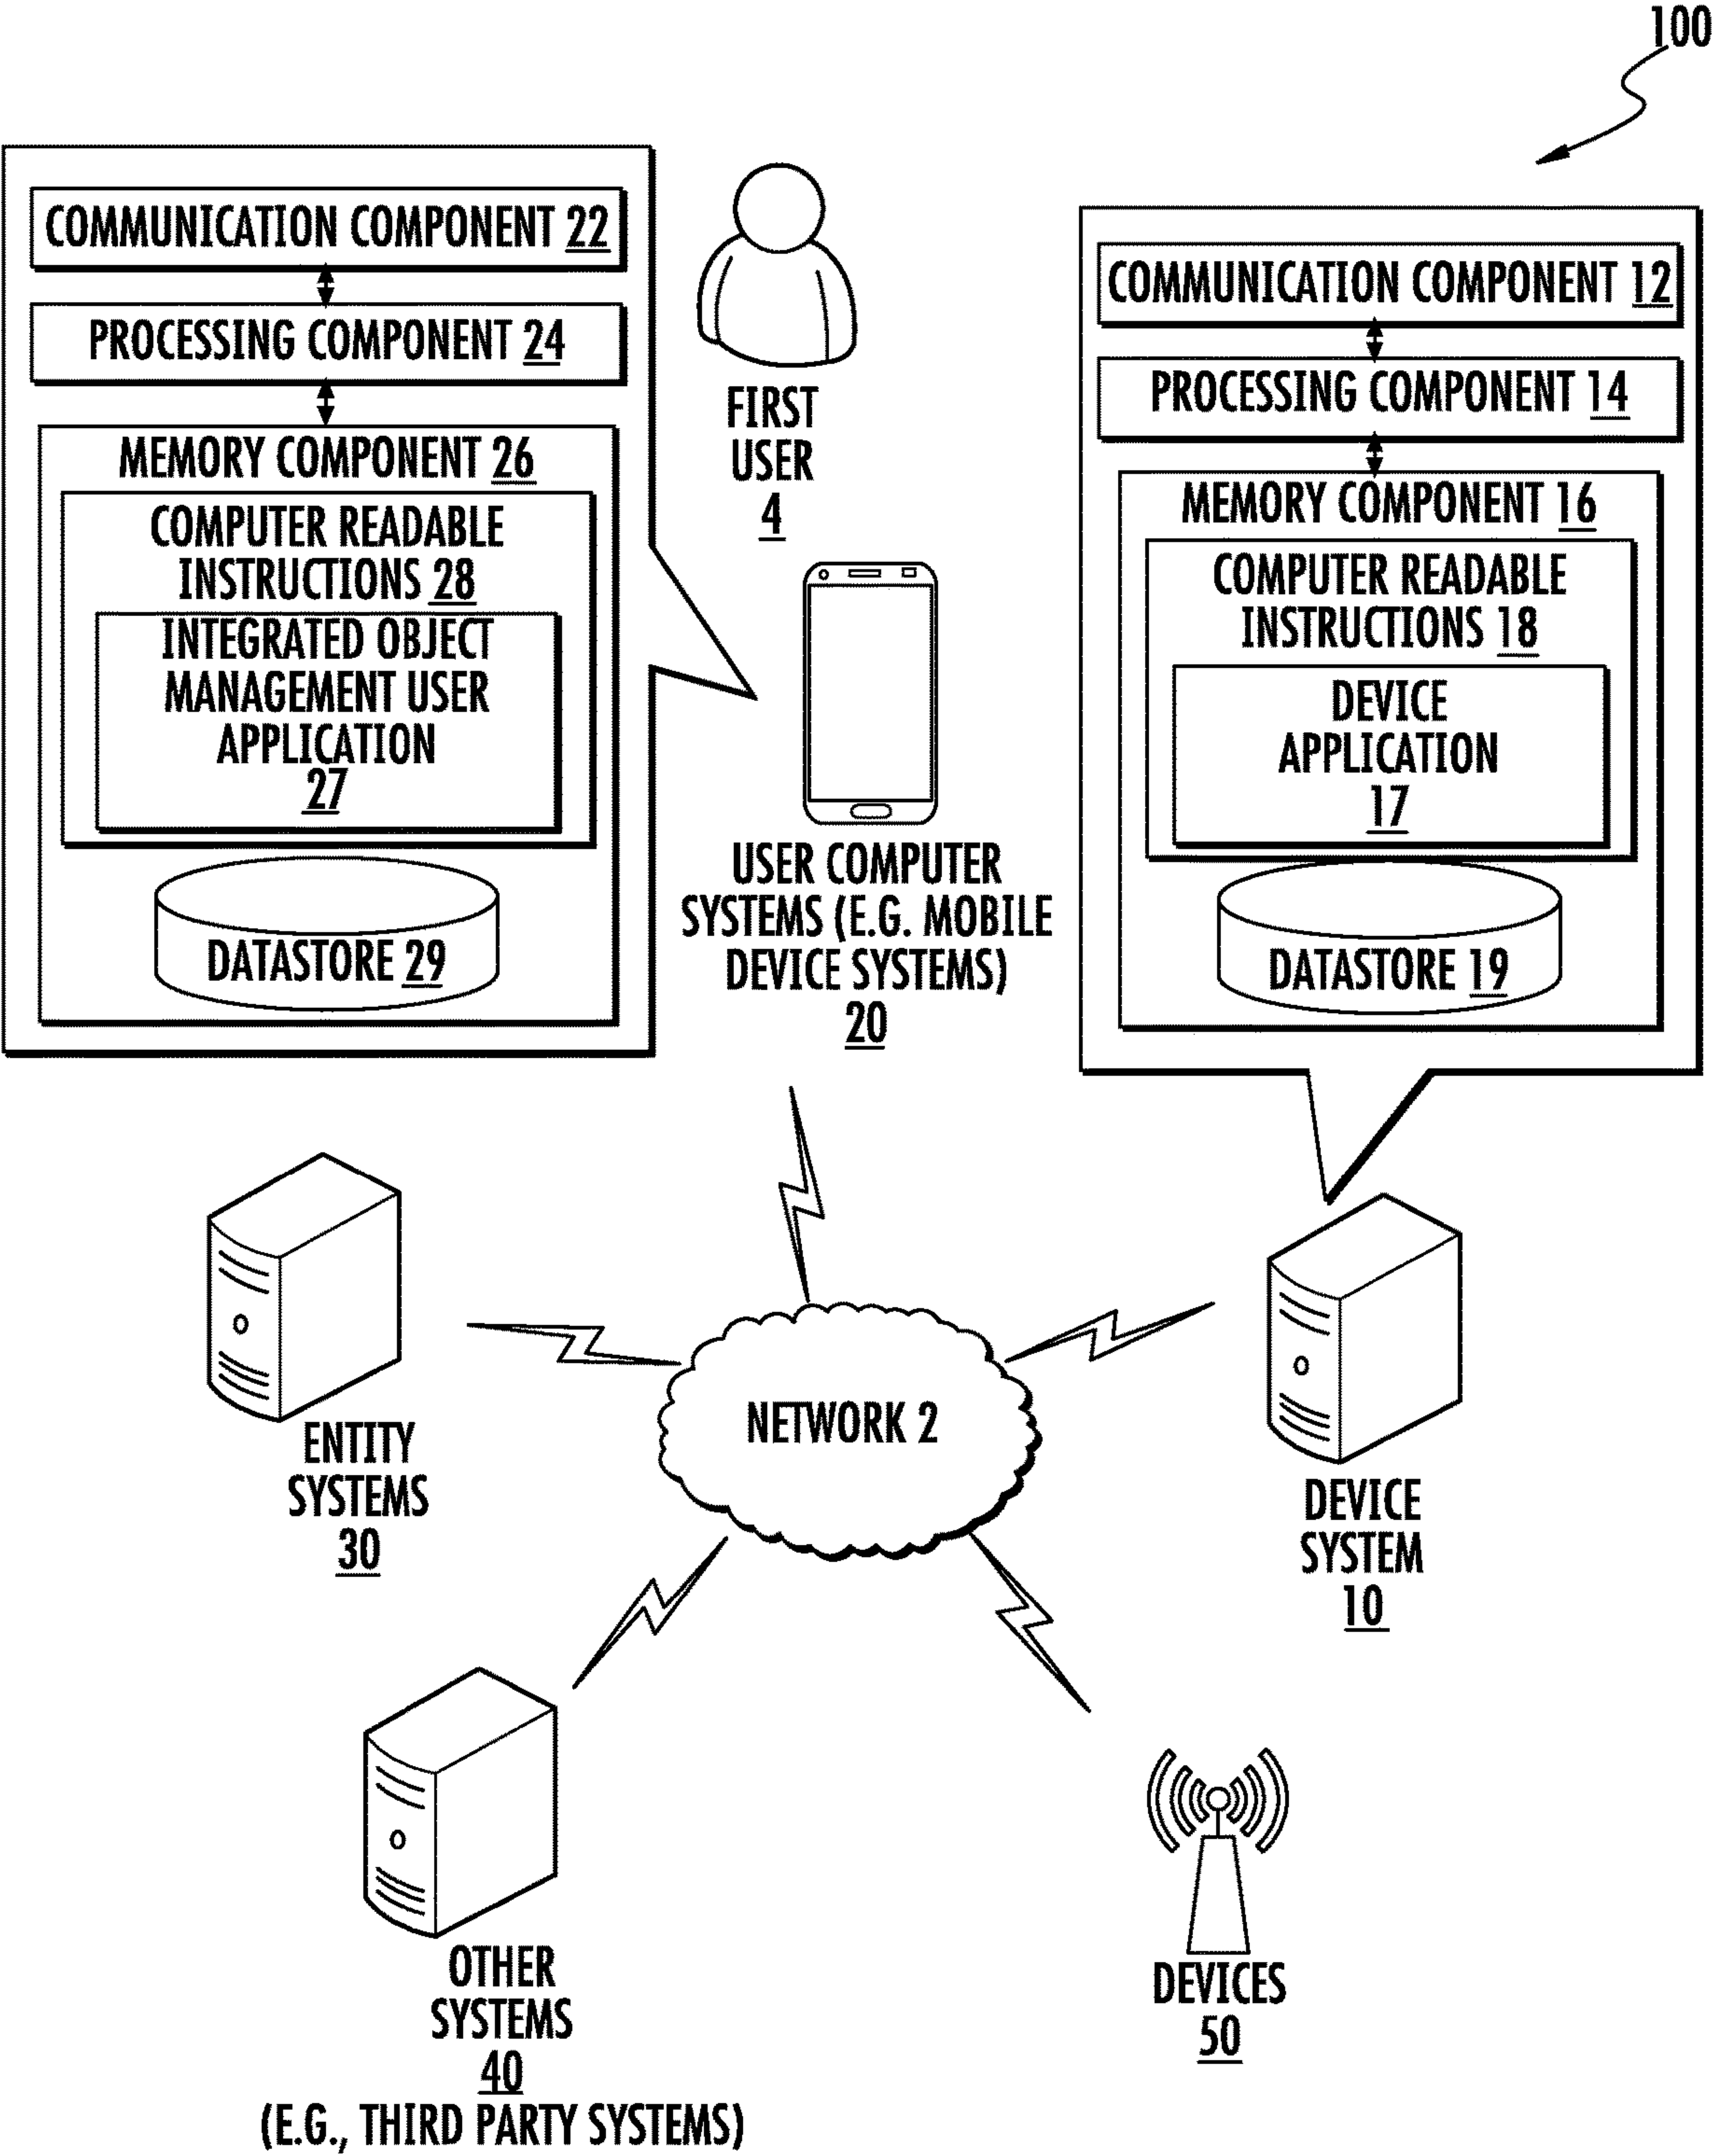 100
COMMUNICATION COMPONENT 22
PROCESSING COMPONENT 24
MEMORY COMPONENT 26
COMPUTER READABLE
INSTRUCTIONS 28
INTEGRATED OBJECT
MANAGEMENT USER
APPLICATION
27
DATASTORE 29
FIRST
USER
4
USER COMPUTER
SYSTEMS (E.G. MOBILE
DEVICE SYSTEMS)
20
COMMUNICATION COMPONENT 12
PROCESSING COMPONENT 14
MEMORY COMPONENT 16
COMPUTER READABLE
INSTRUCTIONS 18
DEVICE
APPLICATION
17
DATASTORE 19
ENTITY
SYSTEMS
30
NETWORK 2
DEVICE
SYSTEM
10
OTHER
SYSTEMS
40
(E.G., THIRD PARTY SYSTEMS)
DEVICES
50